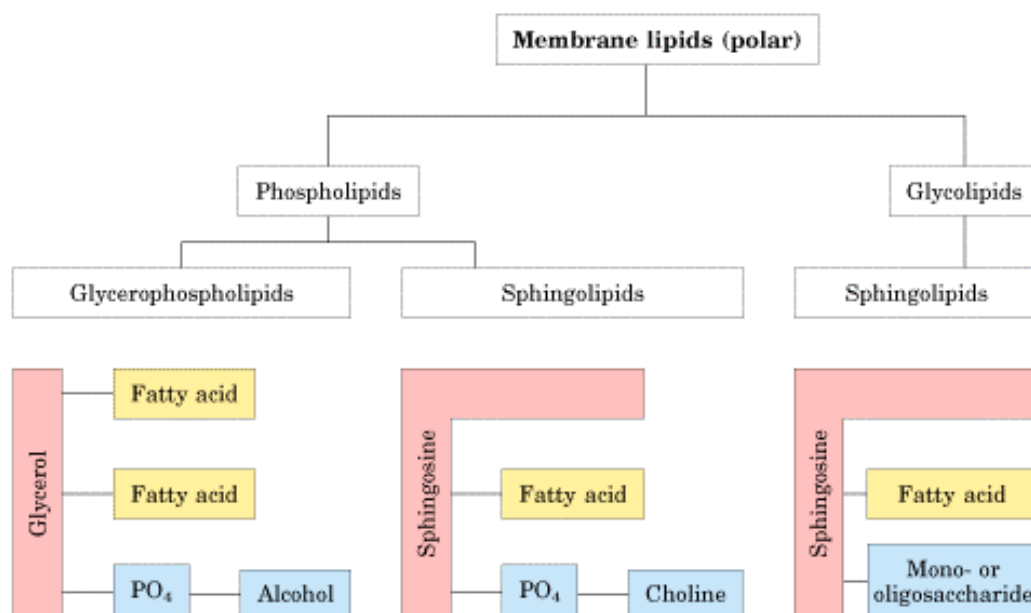 Membrane lipids (polar)
Phospholipids
Glycolipids
Glycerophospholipids
Sphingolipids
Sphingolipids
Glycerol
Fatty acid
Fatty acid
PO₄
Alcohol
Sphingosine
Fatty acid
PO₄
Choline
Sphingosine
Fatty acid
Mono- or
oligosaccharide